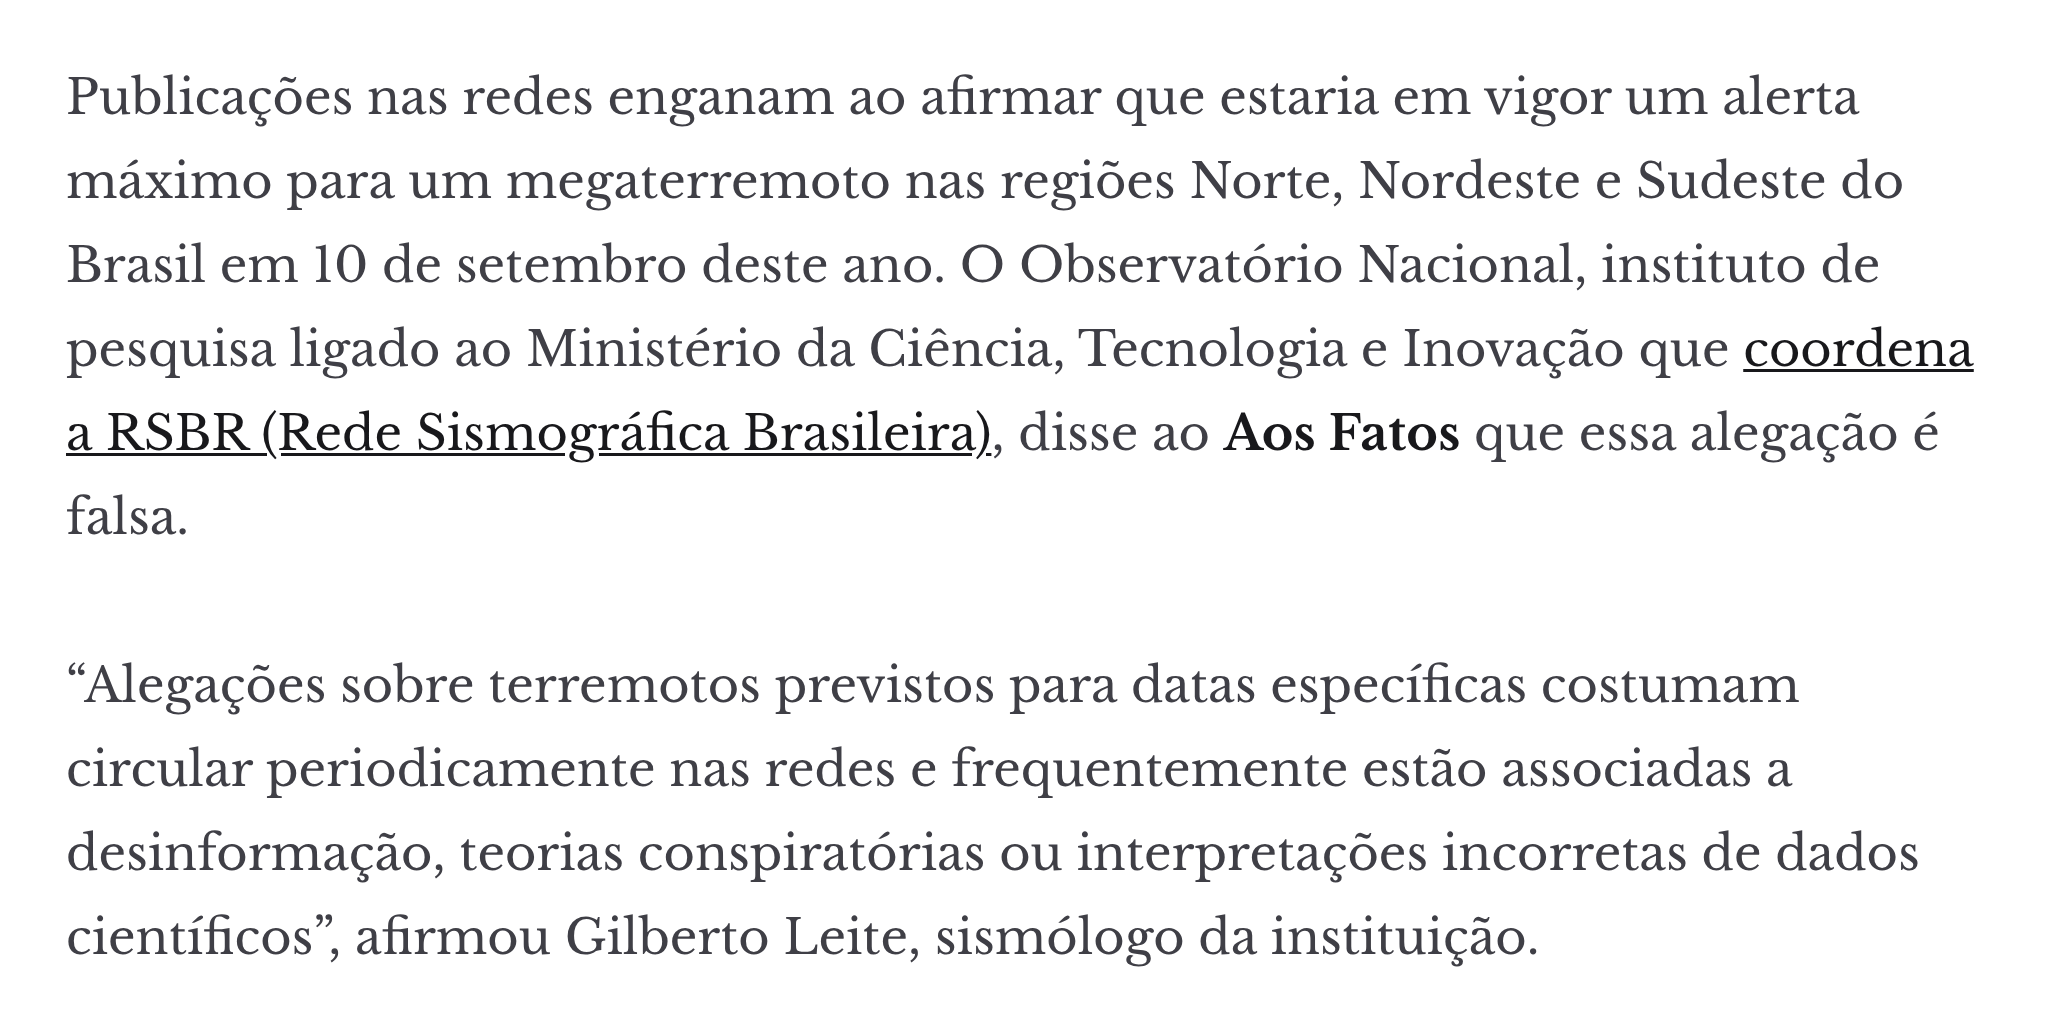 Publicações nas redes enganam ao afirmar que estaria em vigor um alerta
máximo para um megaterremoto nas regiões Norte, Nordeste e Sudeste do
Brasil em 10 de setembro deste ano. O Observatório Nacional, instituto de
pesquisa ligado ao Ministério da Ciência, Tecnologia e Inovação que coordena
a RSBR (Rede Sismográfica Brasileira), disse ao Aos Fatos que essa alegação é
falsa.
“Alegações sobre terremotos previstos para datas específicas costumam
circular periodicamente nas redes e frequentemente estão associadas a
desinformação, teorias conspiratórias ou interpretações incorretas de dados
científicos”, afirmou Gilberto Leite, sismólogo da instituição.